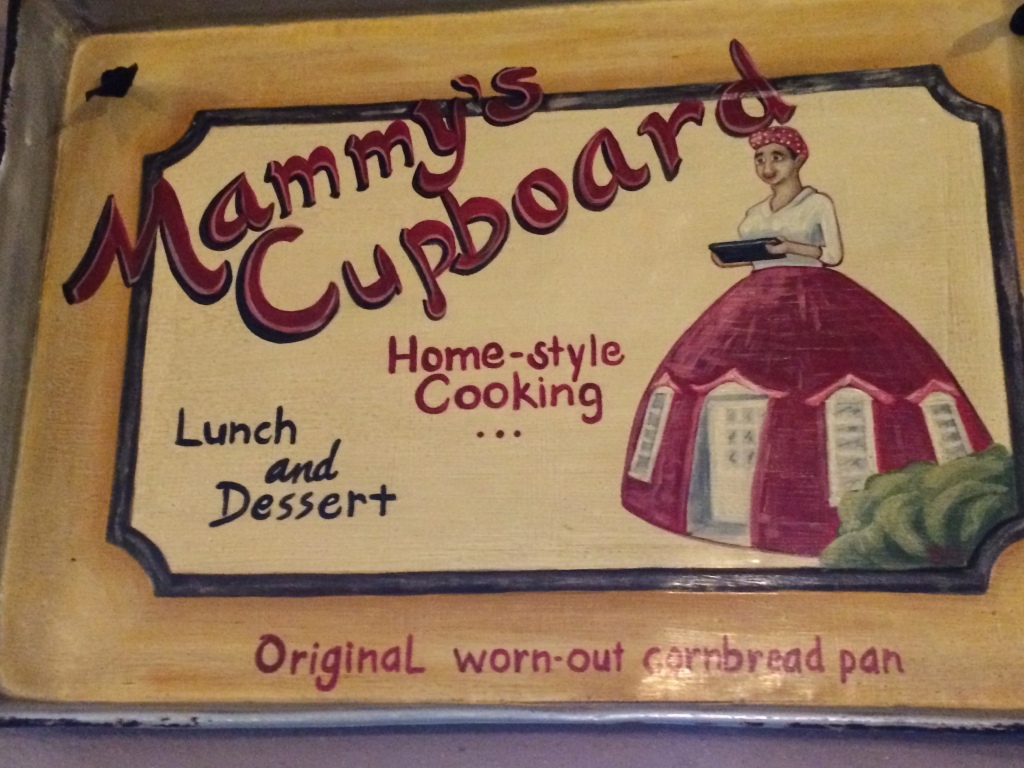 Mammy's
Cupboard
Home-style
Cooking
...
Lunch
and
Dessert
Original worn-out cornbread pan